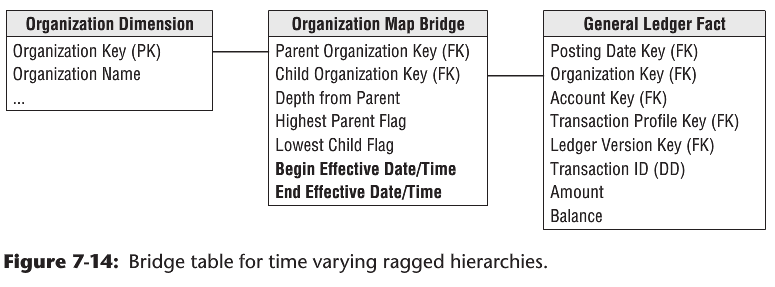 Organization Dimension
Organization Key (PK)
Organization Name
...
Organization Map Bridge
Parent Organization Key (FK)
Child Organization Key (FK)
Depth from Parent
Highest Parent Flag
Lowest Child Flag
Begin Effective Date/Time
End Effective Date/Time
General Ledger Fact
Posting Date Key (FK)
Organization Key (FK)
Account Key (FK)
Transaction Profile Key (FK)
Ledger Version Key (FK)
Transaction ID (DD)
Amount
Balance
Figure 7-14: Bridge table for time varying ragged hierarchies.